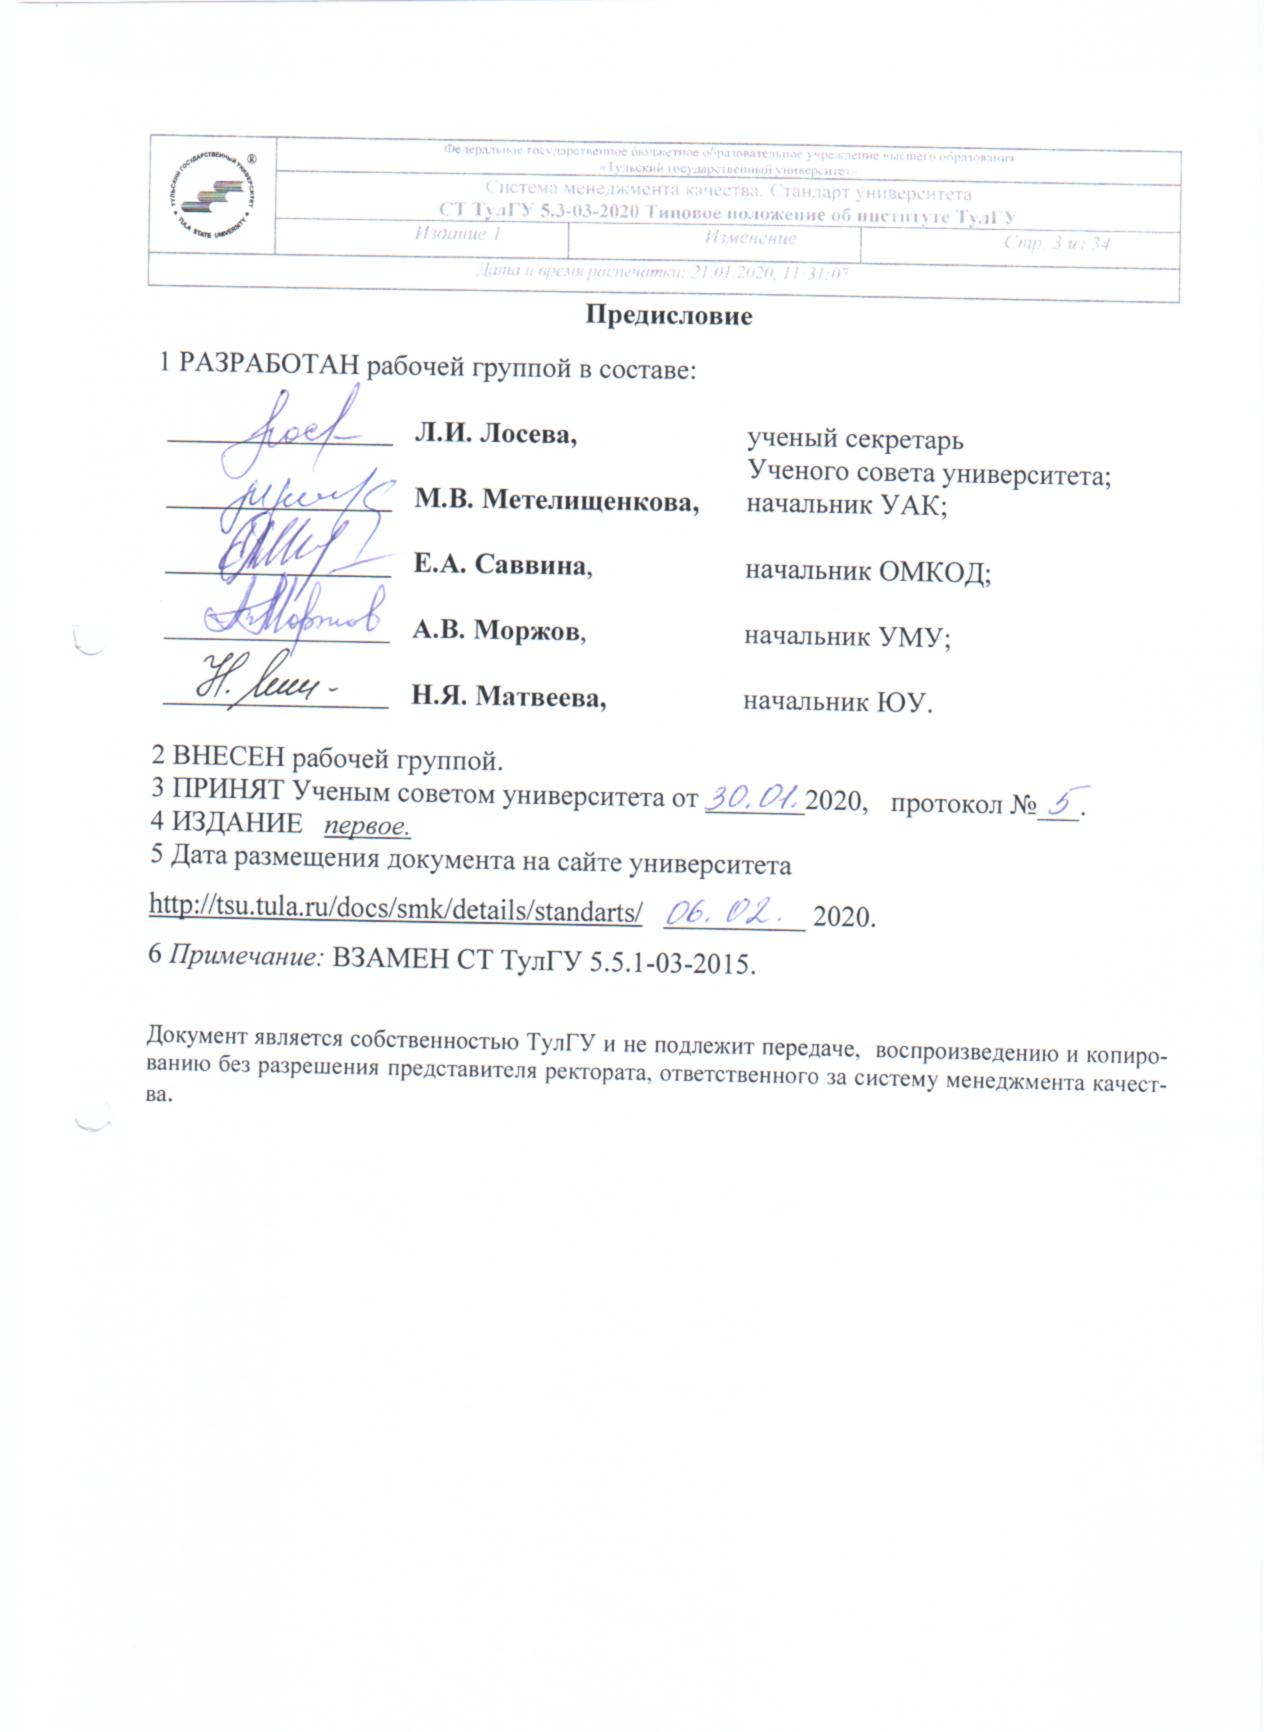 ТУЛЬСКИЙ ГОСУДАРСТВЕННЫЙ УНИВЕРСИТЕТ ®
TULA STATE UNIVERSITY
Федеральное государственное бюджетное образовательное учреждение высшего образования
«Тульский государственный университет»
Система менеджмента качества. Стандарт университета
СТ ТулГУ 5.3-03-2020 Типовое положение об институте ТулГУ
Издание 1 Изменение Стр. 3 из 34
Дата и время распечатки: 21.01.2020, 11:31:07
Предисловие
1 РАЗРАБОТАН рабочей группой в составе:
Л.И. Лосева, ученый секретарь
Ученого совета университета;
М.В. Метелищенкова, начальник УАК;
Е.А. Саввина, начальник ОМКОД;
А.В. Моржов, начальник УМУ;
Н.Я. Матвеева, начальник ЮУ.
2 ВНЕСЕН рабочей группой.
3 ПРИНЯТ Ученым советом университета от 30.01.2020, протокол № 5.
4 ИЗДАНИЕ первое.
5 Дата размещения документа на сайте университета
http://tsu.tula.ru/docs/smk/details/standarts/ 06.02. 2020.
6 Примечание: ВЗАМЕН СТ ТулГУ 5.5.1-03-2015.
Документ является собственностью ТулГУ и не подлежит передаче, воспроизведению и копиро-
ванию без разрешения представителя ректората, ответственного за систему менеджмента качест-
ва.